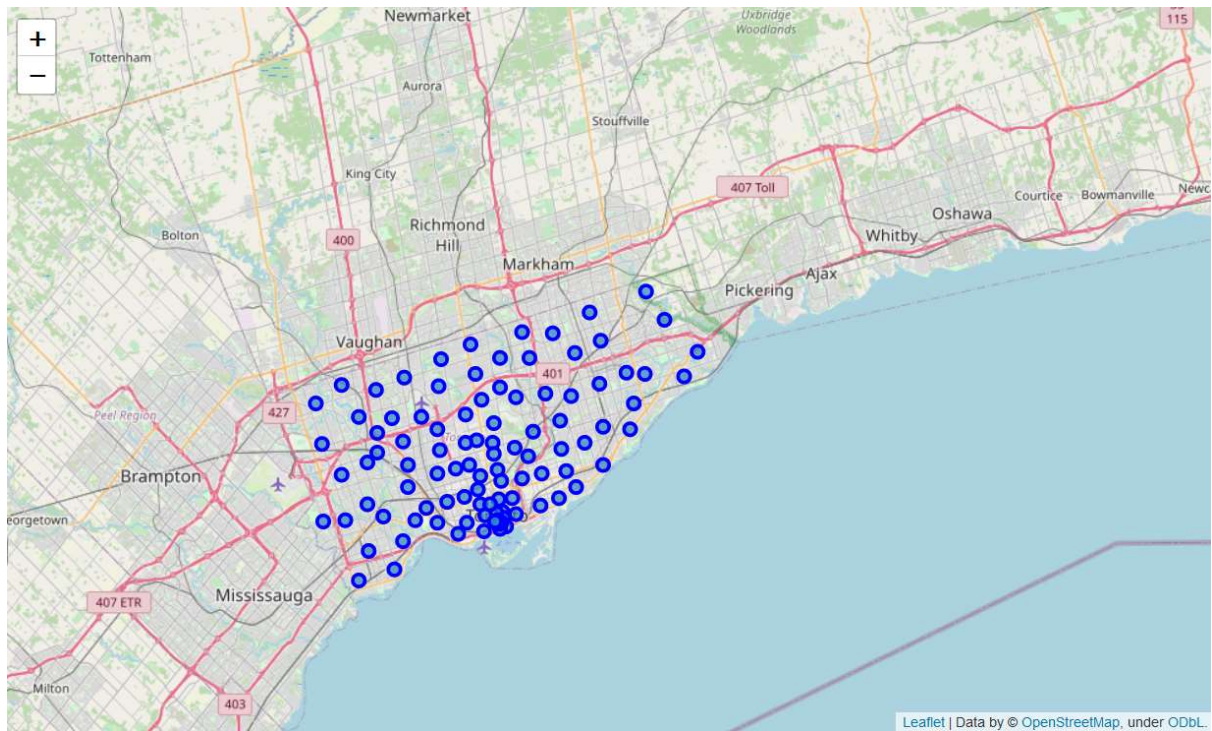 +
−
Newmarket
Uxbridge
Woodlands
115
Tottenham
Aurora
Stouffville
King City
407 Toll
Courtice
Bowmanville
Oshawa
Richmond
Hill
Whitby
Bolton
400
Markham
Ajax
Pickering
Vaughan
401
427
Peel Region
Brampton
Mississauga
407 ETR
Milton
403
Leaflet | Data by © OpenStreetMap, under ODbL.